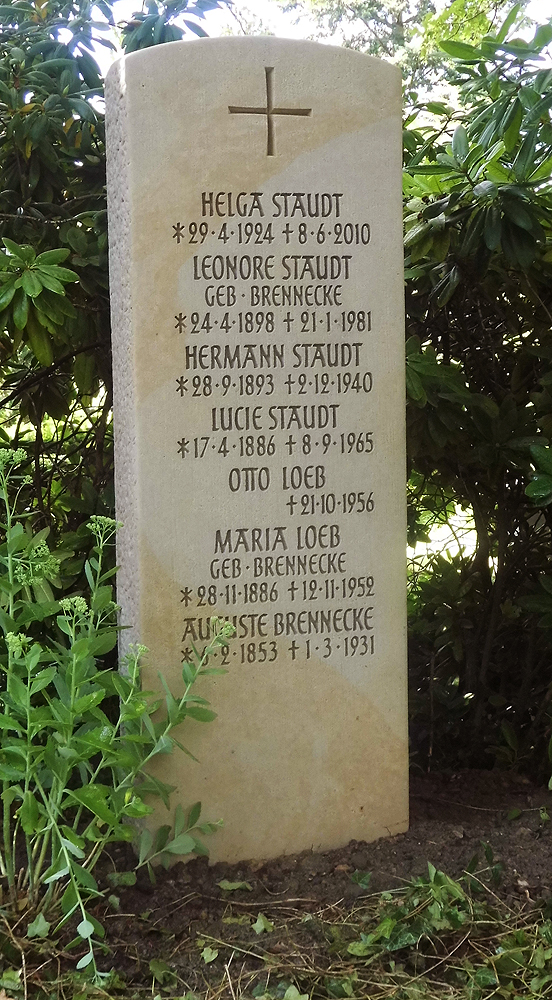 HELGA STAUDT
*29·4·1924 †8·6·2010
LEONORE STAUDT
GEB·BRENNECKE
*24·4·1898 †21·1·1981
HERMANN STAUDT
*28·9·1893 †2·12·1940
LUCIE STAUDT
*17·4·1886 †8·9·1965
OTTO LOEB
†21·10·1956
MARIA LOEB
GEB·BRENNECKE
*28·11·1886 †12·11·1952
AUGUSTE BRENNECKE
†1·3·1931